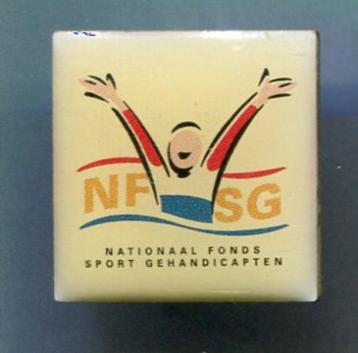 NF SG
NATIONAAL FONDS
SPORT GEHANDICAPTEN